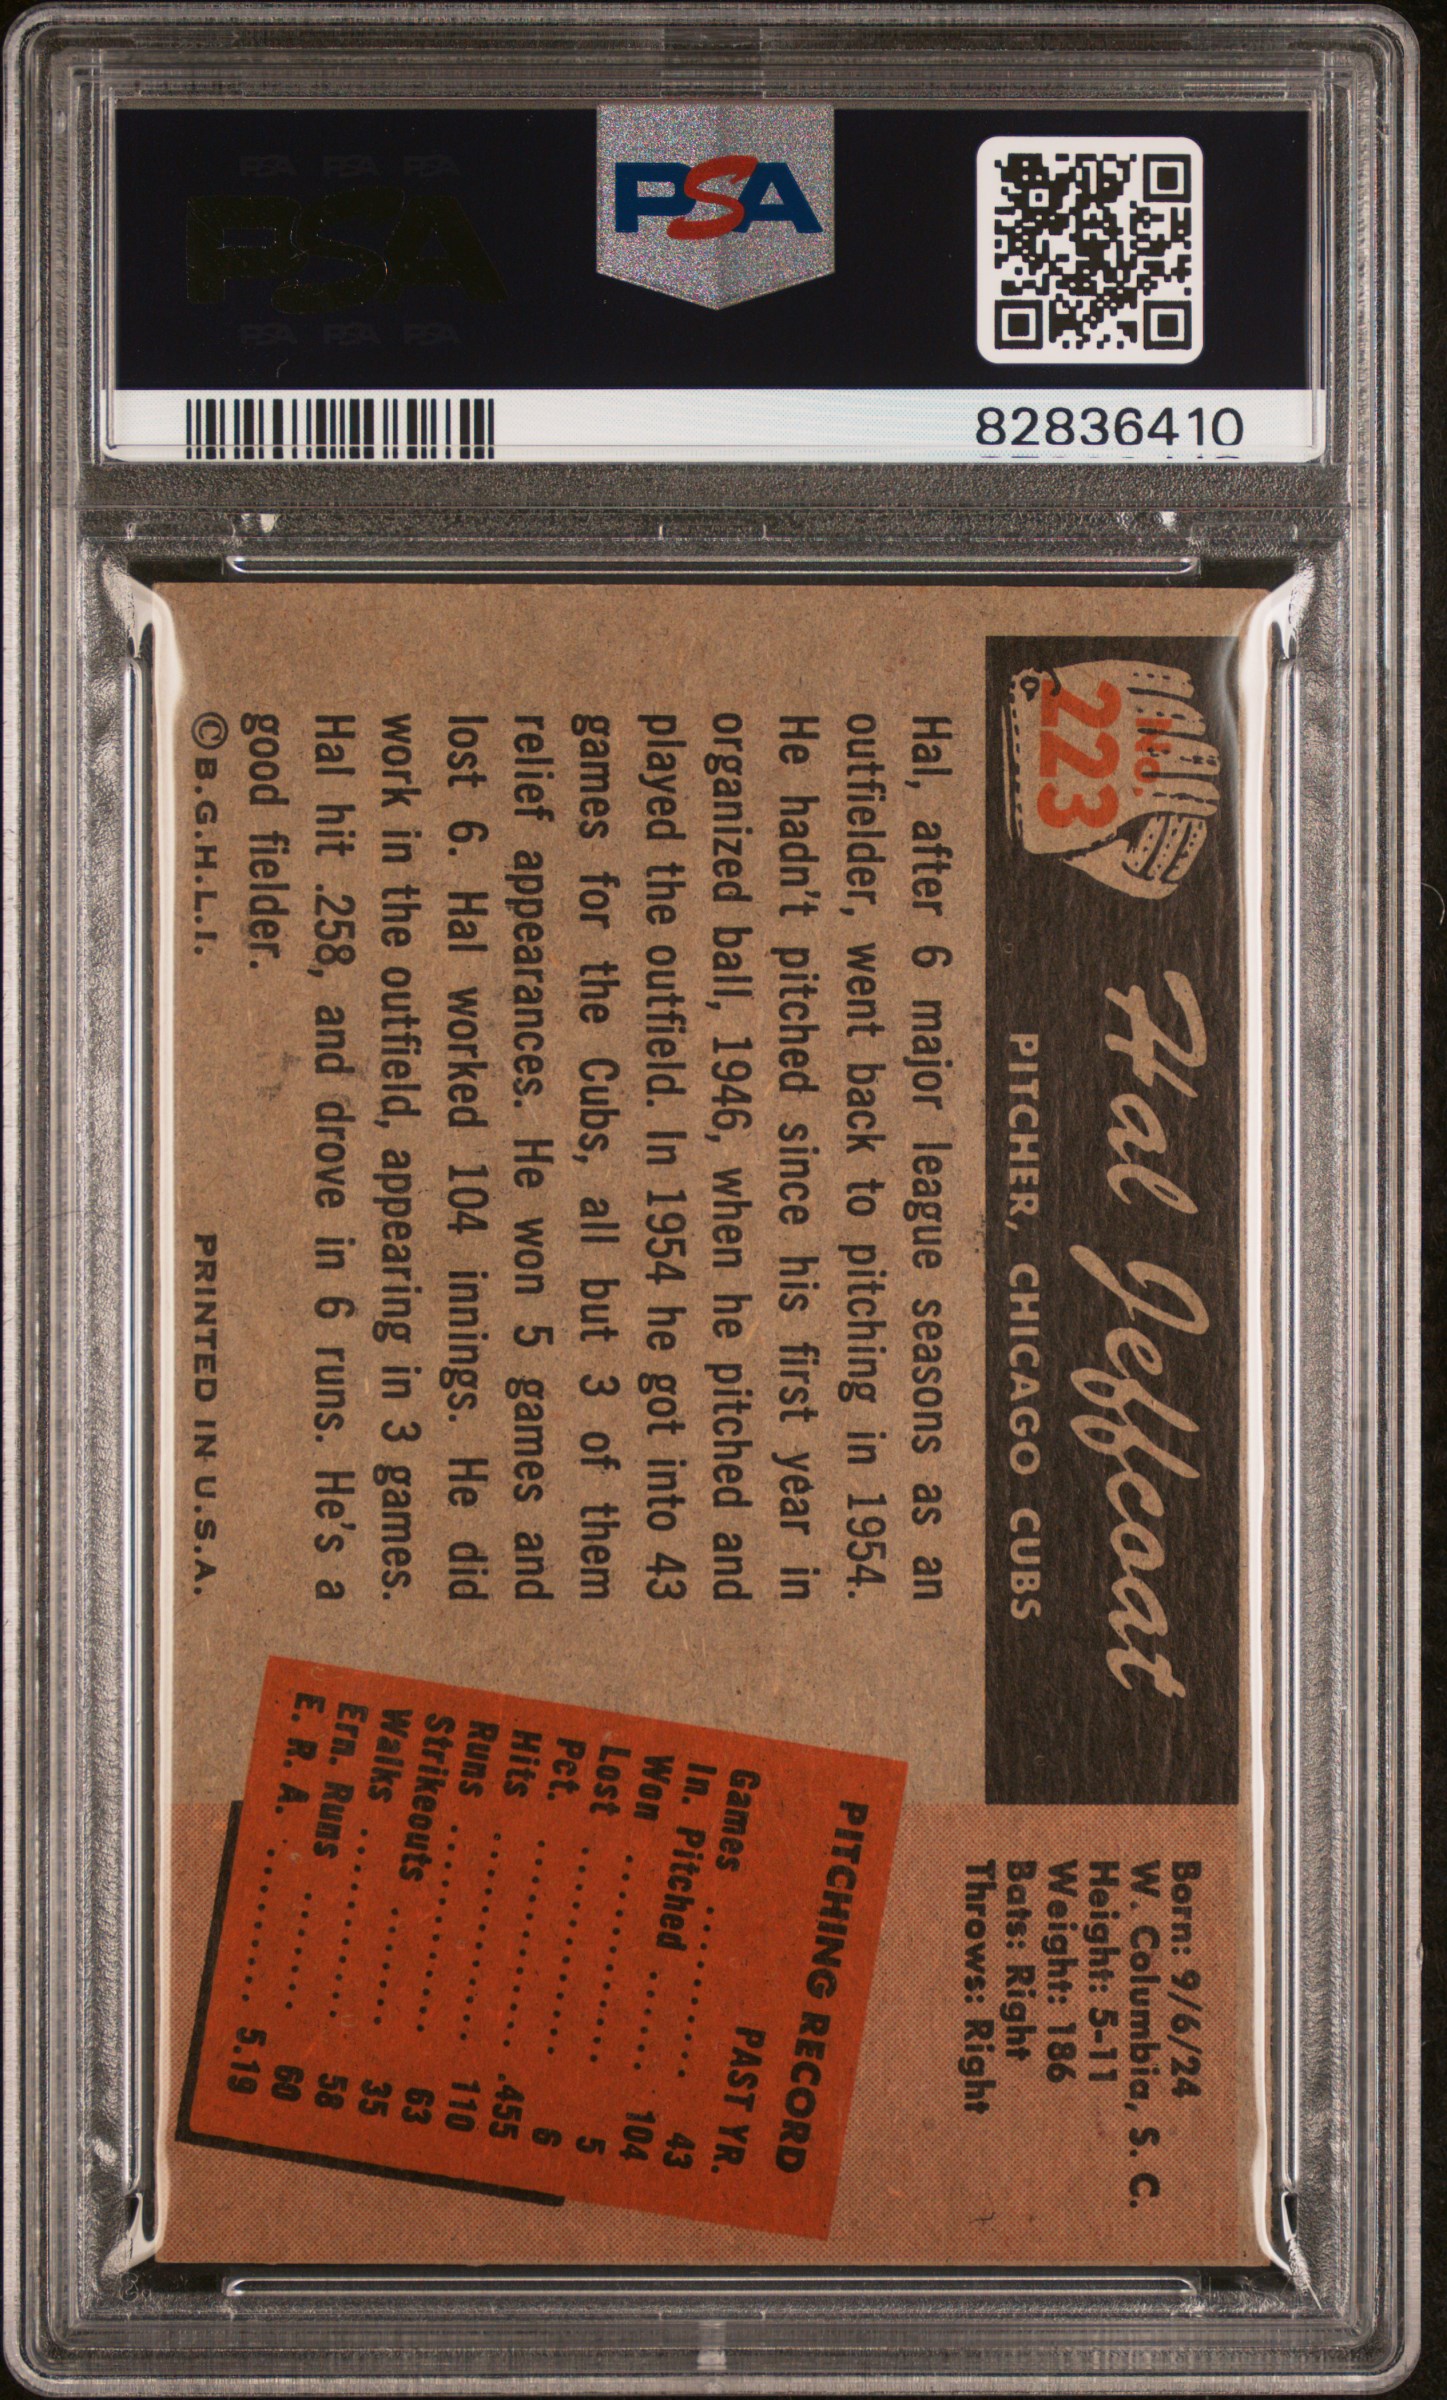 PSA PSA PSA
PSA
PSA PSA PSA
PSA
82836410
No.
223
Hal Jeffcoat
PITCHER, CHICAGO CUBS
Born: 9/6/24
W. Columbia, S. C.
Height: 5-11
Weight: 186
Bats: Right
Throws: Right
Hal, after 6 major league seasons as an
outfielder, went back to pitching in 1954.
He hadn't pitched since his first year in
organized ball, 1946, when he pitched and
played the outfield. In 1954 he got into 43
games for the Cubs, all but 3 of them
relief appearances. He won 5 games and
lost 6. Hal worked 104 innings. He did
work in the outfield, appearing in 3 games.
Hal hit .258, and drove in 6 runs. He's a
good fielder.
© B.G.H.L.I. PRINTED IN U.S.A.
PITCHING RECORD
PAST YR.
Games ........ 43
In. Pitched ..... 104
Won ......... 5
Lost ......... 6
Pct. ......... .455
Hits ......... 110
Runs ......... 63
Strikeouts ..... 35
Walks ........ 58
Ern. Runs ..... 60
E. R. A. ........ 5.19